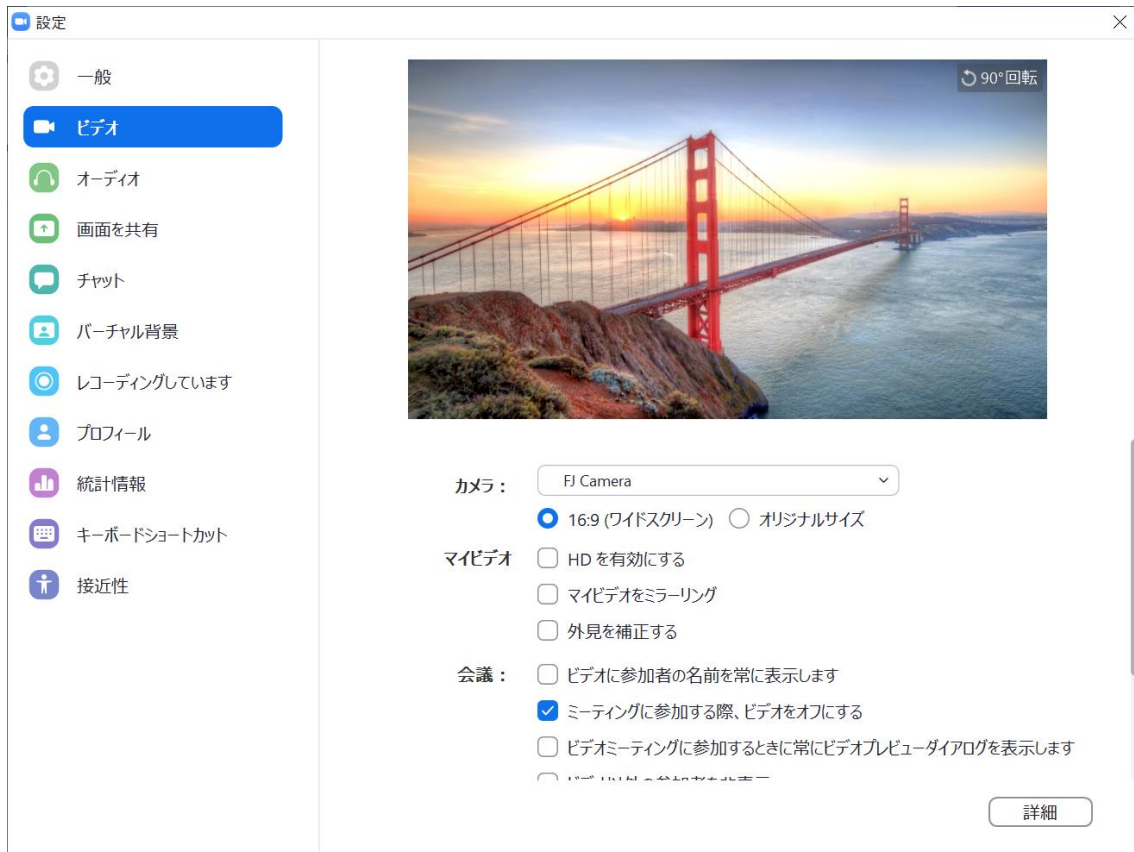 設定
一般
ビデオ
オーディオ
画面を共有
チャット
バーチャル背景
レコーディングしています
プロフィール
統計情報
キーボードショートカット
接近性
90°回転
カメラ：
FJ Camera
16:9 (ワイドスクリーン) オリジナルサイズ
マイビデオ HD を有効にする
マイビデオをミラーリング
外見を補正する
会議： ビデオに参加者の名前を常に表示します
ミーティングに参加する際、ビデオをオフにする
ビデオミーティングに参加するときに常にビデオプレビューダイアログを表示します
詳細